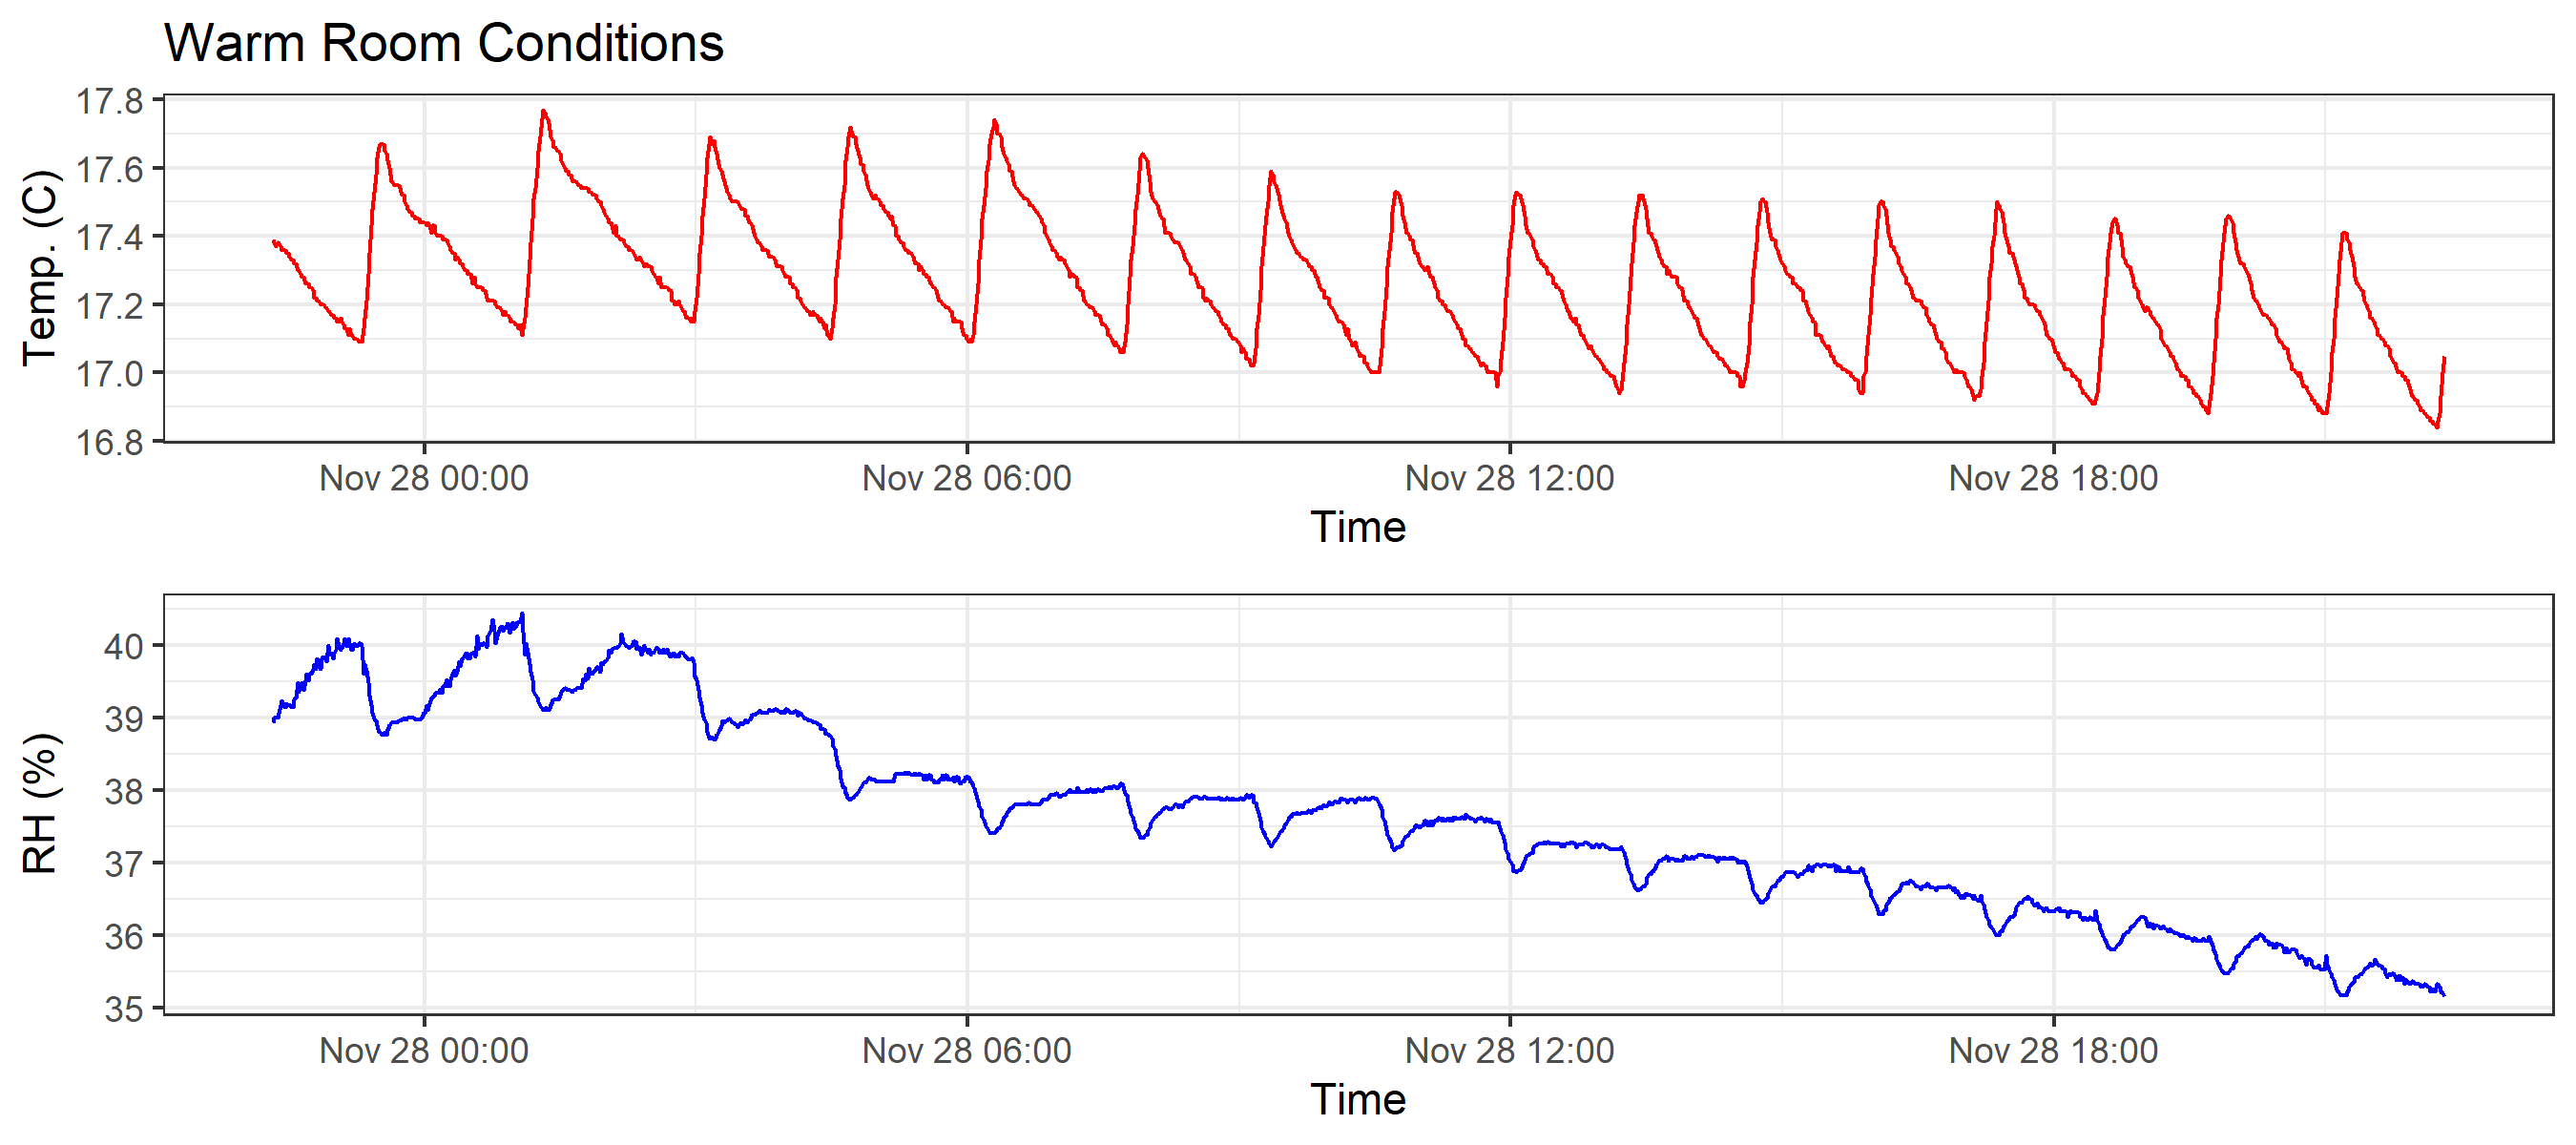 Warm Room Conditions
Temp. (C)
17.8
17.6
17.4
17.2
17.0
16.8
Nov 28 00:00 Nov 28 06:00 Nov 28 12:00 Nov 28 18:00
Time
RH (%)
40
39
38
37
36
35
Nov 28 00:00 Nov 28 06:00 Nov 28 12:00 Nov 28 18:00
Time